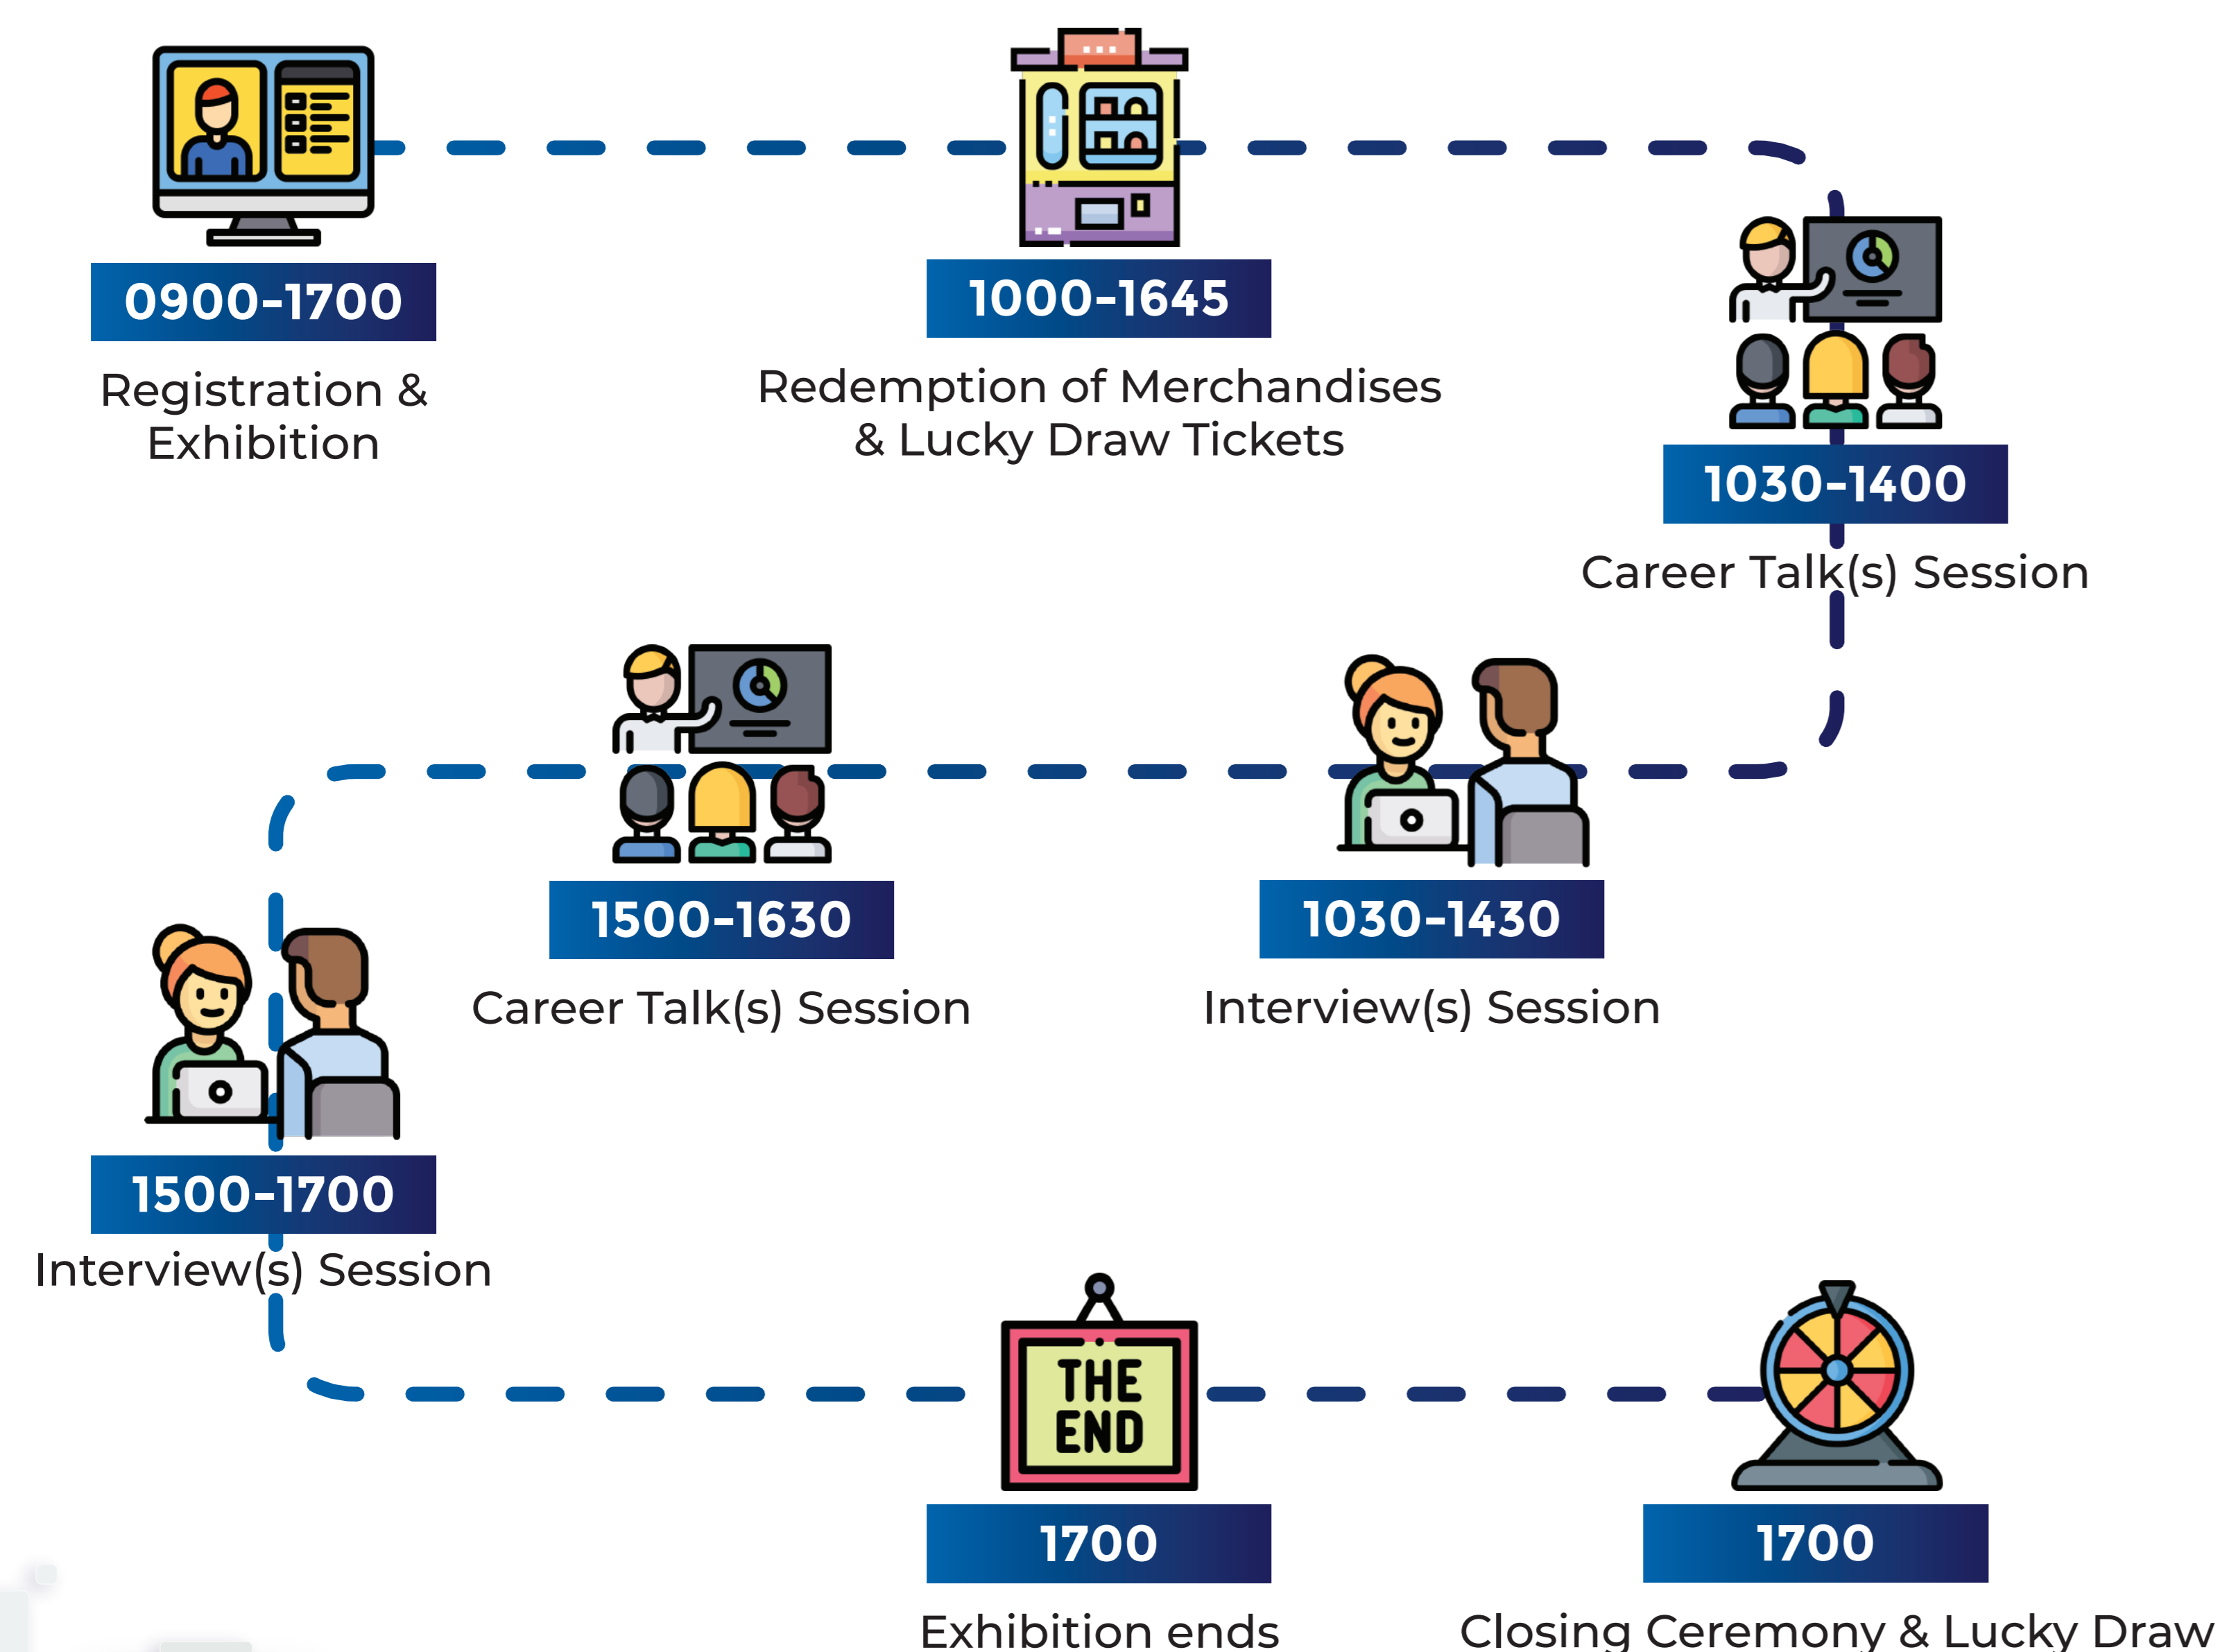 0900-1700
Registration &
Exhibition
1000-1645
Redemption of Merchandises
& Lucky Draw Tickets
1030-1400
Career Talk(s) Session
1030-1430
Interview(s) Session
1500-1630
Career Talk(s) Session
1500-1700
Interview(s) Session
THE
END
1700
Exhibition ends
1700
Closing Ceremony & Lucky Draw